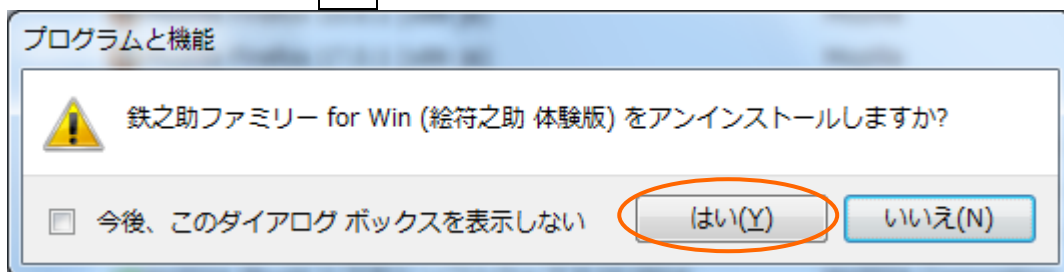 プログラムと機能
鉄之助ファミリー for Win (絵符之助 体験版) をアンインストールしますか?
今後、このダイアログ ボックスを表示しない
はい(Y)
いいえ(N)